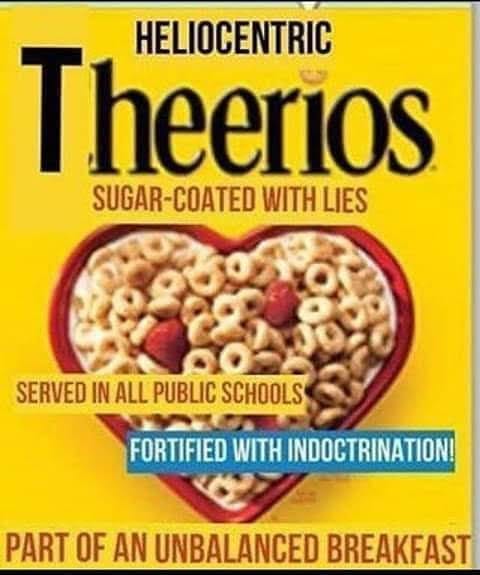 HELIOCENTRIC
Theerios
SUGAR-COATED WITH LIES
SERVED IN ALL PUBLIC SCHOOLS
FORTIFIED WITH INDOCTRINATION!
PART OF AN UNBALANCED BREAKFAST